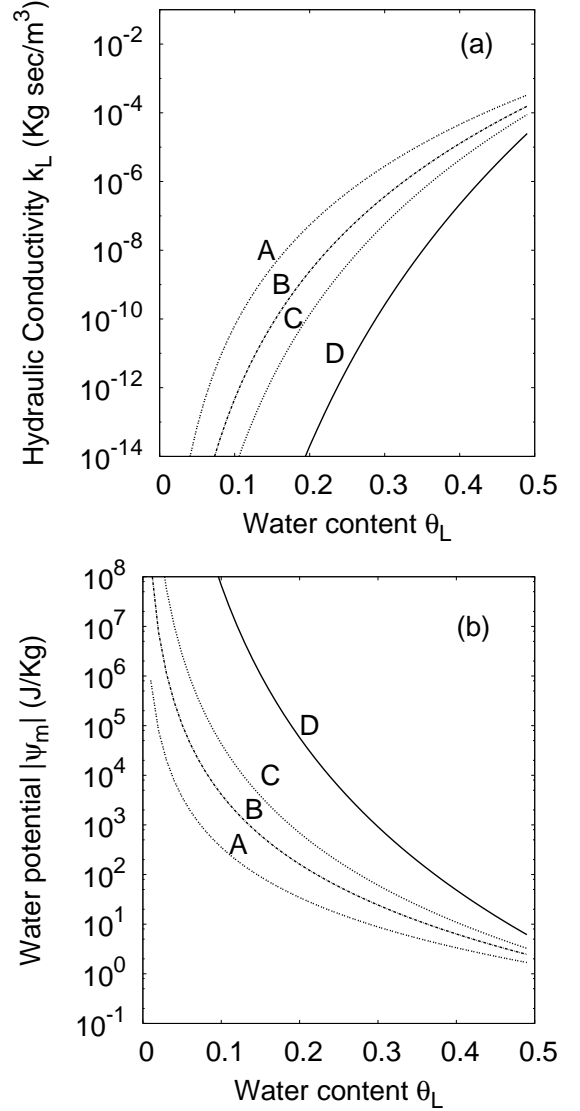 (a)
Hydraulic Conductivity k_L (Kg sec/m^3)
10^-2
10^-4
10^-6
10^-8
10^-10
10^-12
10^-14
A
B
C
D
0 0.1 0.2 0.3 0.4 0.5
Water content θ_L
(b)
Water potential |ψ_m| (J/Kg)
10^8
10^7
10^6
10^5
10^4
10^3
10^2
10^1
10^0
10^-1
D
C
B
A
0 0.1 0.2 0.3 0.4 0.5
Water content θ_L